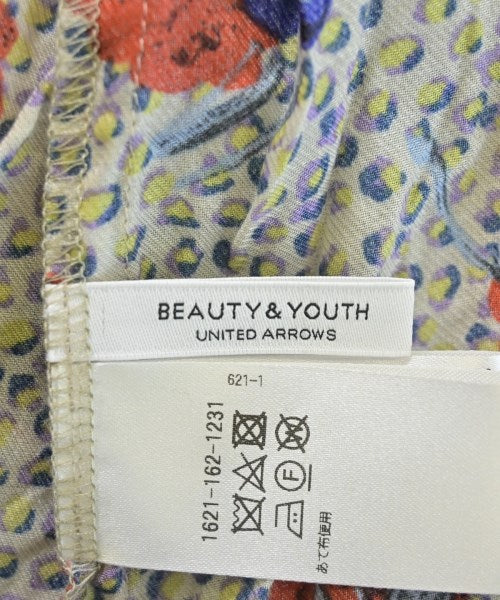 BEAUTY & YOUTH
UNITED ARROWS
621-1
1621-162-1231
F
あて布使用